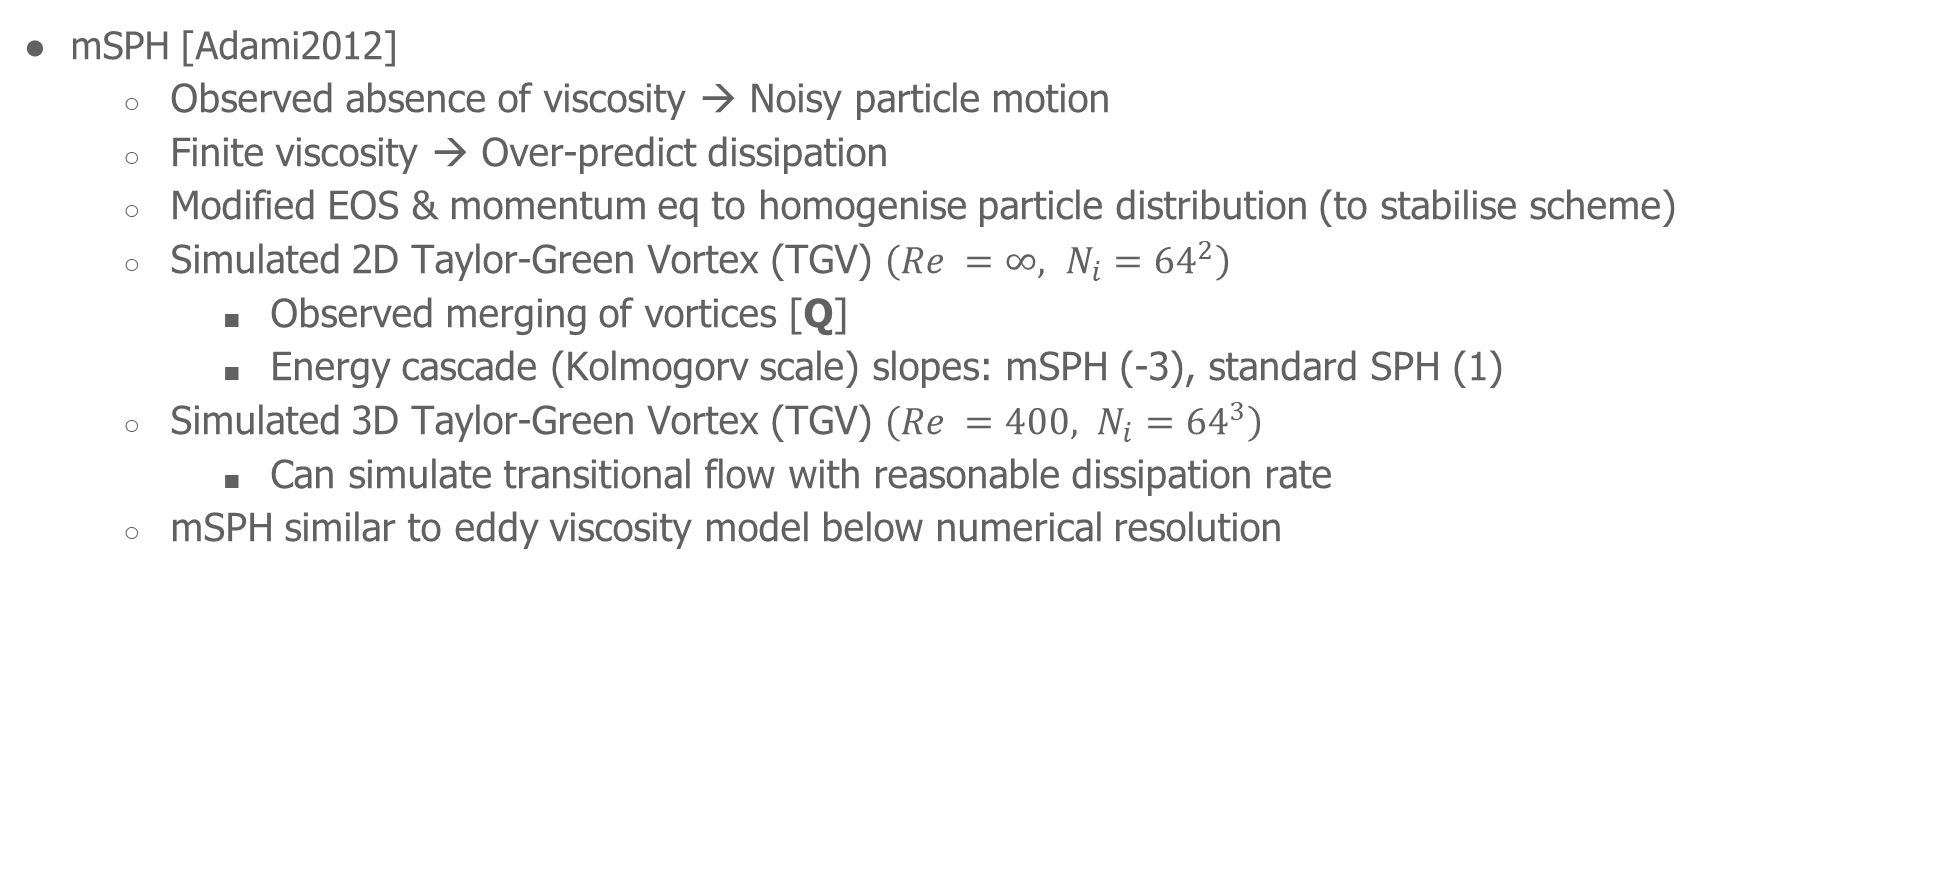 ● mSPH [Adami2012]
○ Observed absence of viscosity → Noisy particle motion
○ Finite viscosity → Over-predict dissipation
○ Modified EOS & momentum eq to homogenise particle distribution (to stabilise scheme)
○ Simulated 2D Taylor-Green Vortex (TGV) (Re = ∞, Nᵢ = 64²)
■ Observed merging of vortices [Q]
■ Energy cascade (Kolmogorv scale) slopes: mSPH (-3), standard SPH (1)
○ Simulated 3D Taylor-Green Vortex (TGV) (Re = 400, Nᵢ = 64³)
■ Can simulate transitional flow with reasonable dissipation rate
○ mSPH similar to eddy viscosity model below numerical resolution